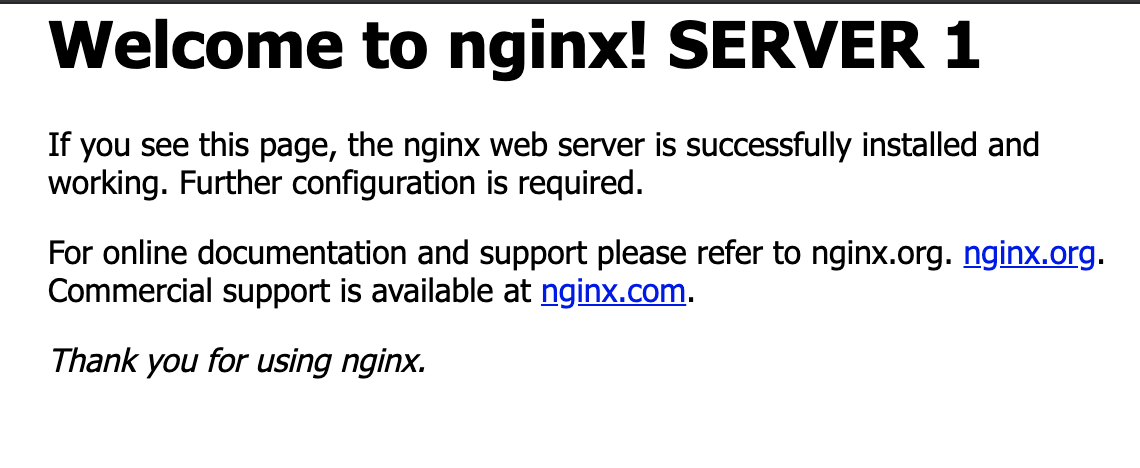 Welcome to nginx! SERVER 1
If you see this page, the nginx web server is successfully installed and
working. Further configuration is required.
For online documentation and support please refer to nginx.org. nginx.org.
Commercial support is available at nginx.com.
Thank you for using nginx.